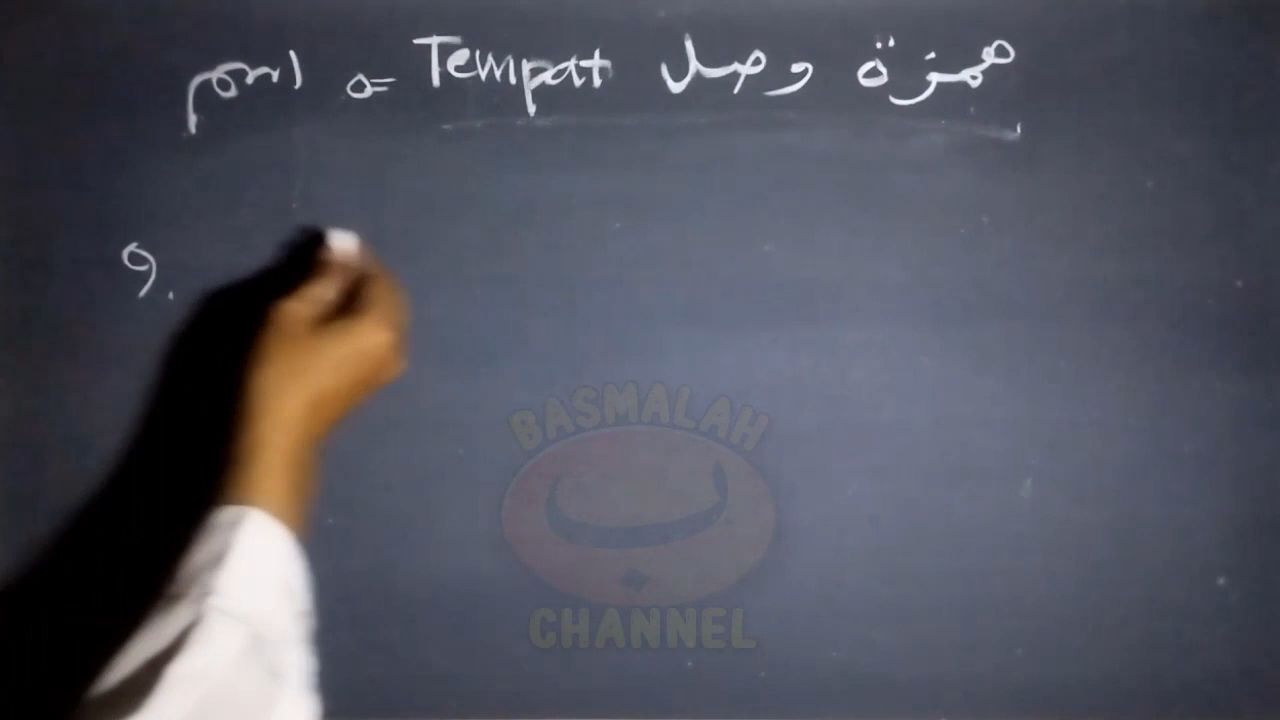 اسم = Tempat همزة وصل
9.
BASMALAH
ب
CHANNEL